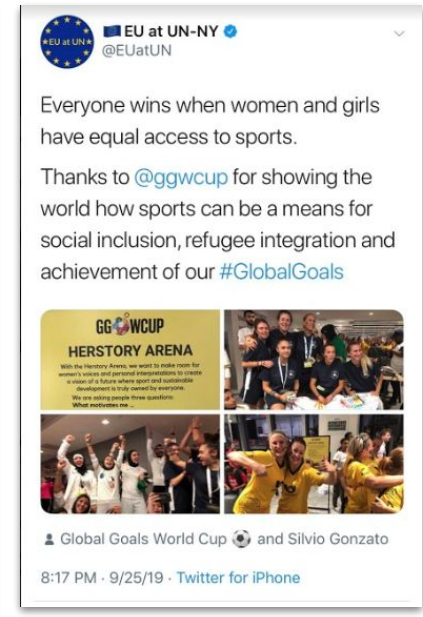 EU at UN-NY
@EUatUN
EU at UN
Everyone wins when women and girls
have equal access to sports.
Thanks to @ggwcup for showing the
world how sports can be a means for
social inclusion, refugee integration and
achievement of our #GlobalGoals
GGWCUP
HERSTORY ARENA
With the Herstory Arena, we want to make room for
women's voices and personal interpretations to create
a vision of a future where sport and sustainable
development is truly owned by everyone.
We are asking people three questions:
What motivates me ...
Global Goals World Cup ⚽ and Silvio Gonzato
8:17 PM · 9/25/19 · Twitter for iPhone